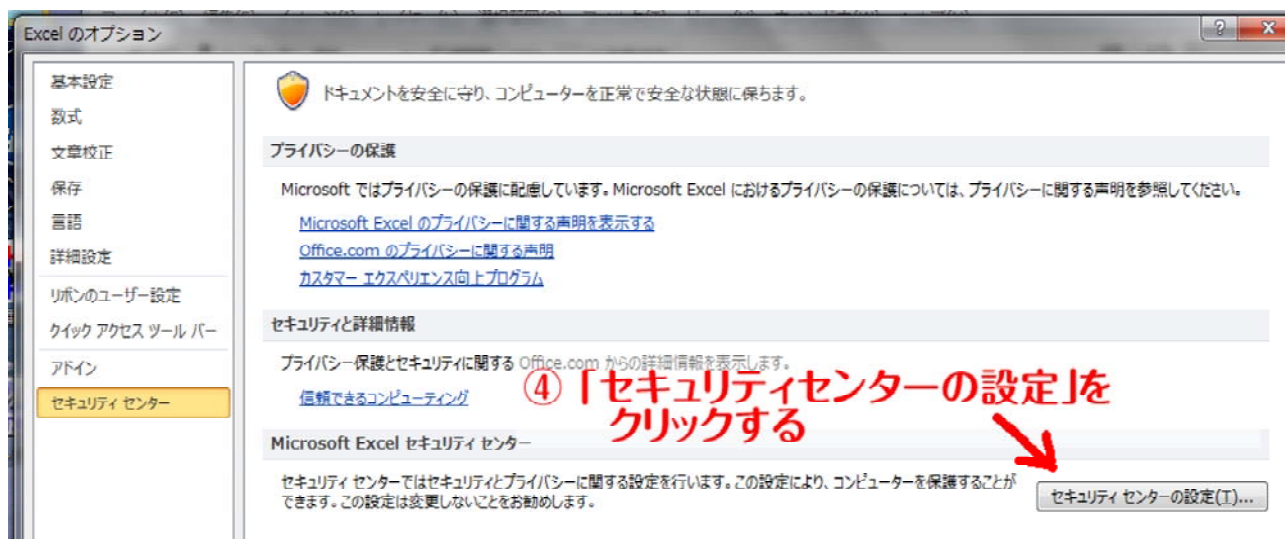 Excel のオプション
基本設定
数式
文章校正
保存
言語
詳細設定
リボンのユーザー設定
クイック アクセス ツール バー
アドイン
セキュリティ センター
ドキュメントを安全に守り、コンピューターを正常で安全な状態に保ちます。
プライバシーの保護
Microsoft ではプライバシーの保護に配慮しています。Microsoft Excel におけるプライバシーの保護については、プライバシーに関する声明を参照してください。
Microsoft Excel のプライバシーに関する声明を表示する
Office.com のプライバシーに関する声明
カスタマー エクスペリエンス向上プログラム
セキュリティと詳細情報
プライバシー保護とセキュリティに関する Office.com からの詳細情報を表示します。
信頼できるコンピューティング
④「セキュリティセンターの設定」を
クリックする
Microsoft Excel セキュリティ センター
セキュリティ センターではセキュリティとプライバシーに関する設定を行います。この設定により、コンピューターを保護することが
できます。この設定は変更しないことをお勧めします。
セキュリティ センターの設定(T)...